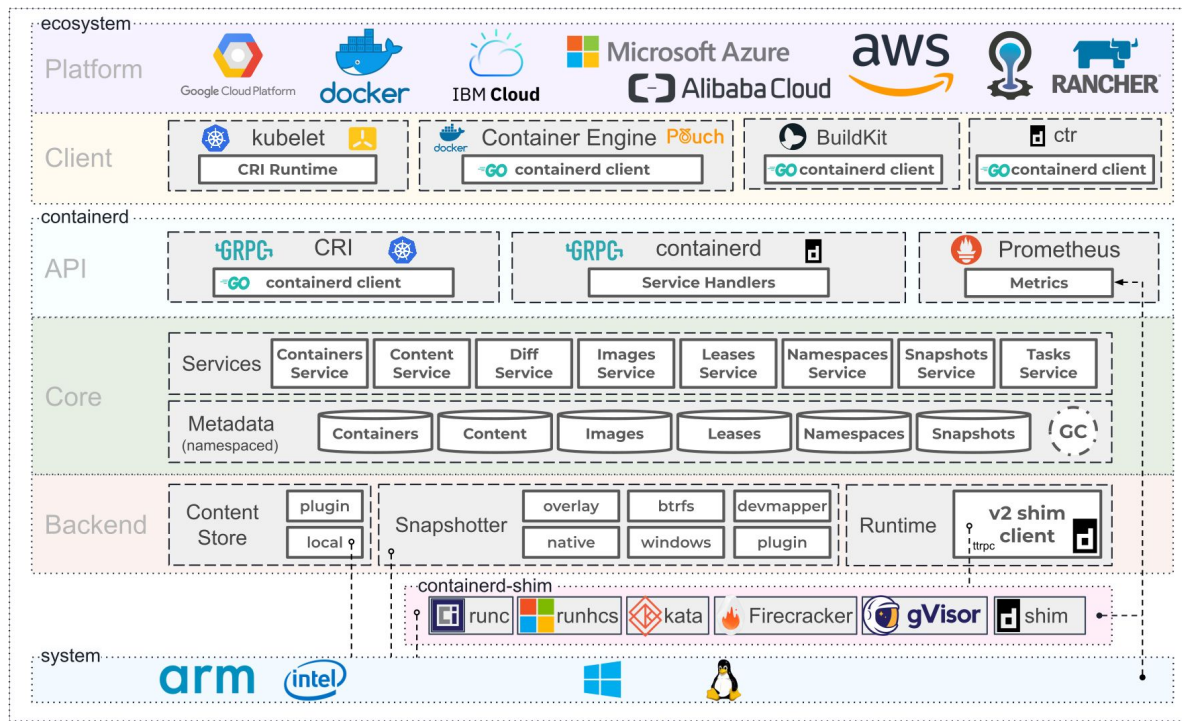 ecosystem
Platform
Google Cloud Platform
docker
IBM Cloud
Microsoft Azure
Alibaba Cloud
aws
RANCHER
Client
kubelet
CRI Runtime
docker
Container Engine
Pouch
GO containerd client
BuildKit
GO containerd client
ctr
GO containerd client
containerd
API
GRPC
CRI
GO containerd client
GRPC
containerd
Service Handlers
Prometheus
Metrics
Core
Services
Containers
Service
Content
Service
Diff
Service
Images
Service
Leases
Service
Namespaces
Service
Snapshots
Service
Tasks
Service
Metadata
(namespaced)
Containers
Content
Images
Leases
Namespaces
Snapshots
GC
Backend
Content
Store
plugin
local
Snapshotter
overlay
btrfs
devmapper
native
windows
plugin
Runtime
v2 shim
client
ttrpc
containerd-shim
runc
runhcs
kata
Firecracker
gVisor
shim
system
arm
intel